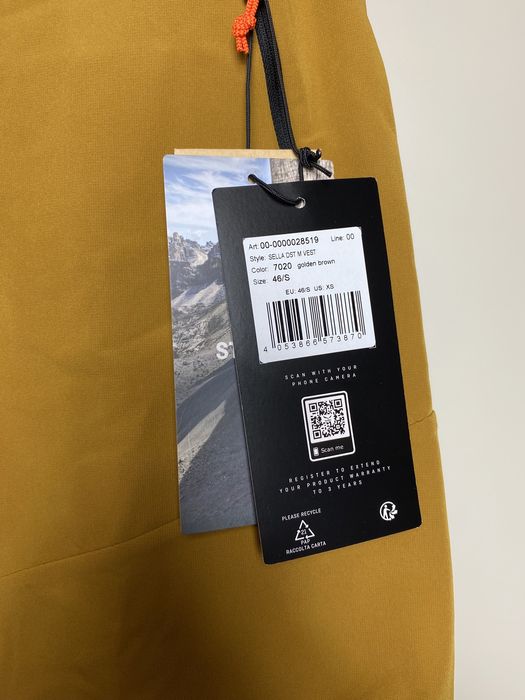 Art: 00-0000028519 Line: 00
Style: SELLA DST M VEST
Color: 7020 golden brown
Size: 46/S
EU: 46/S US: XS
4 053866 573870
ST
SCAN WITH YOUR
PHONE CAMERA
Scan me
REGISTER TO EXTEND
YOUR PRODUCT WARRANTY
TO 3 YEARS
PLEASE RECYCLE
21
PAP
RACCOLTA CARTA